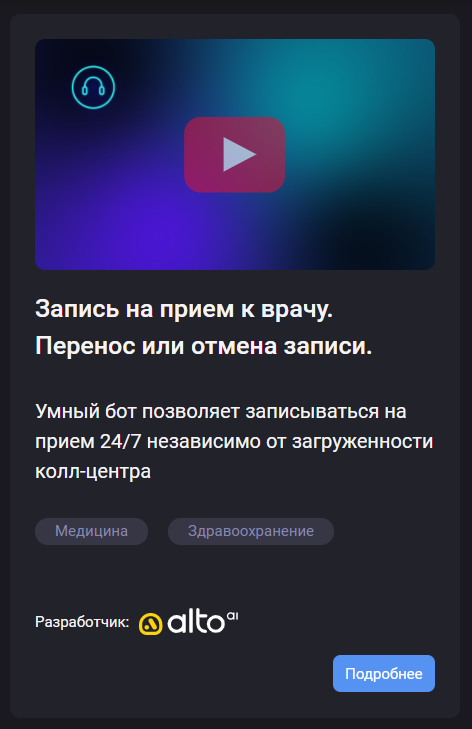 Запись на прием к врачу.
Перенос или отмена записи.
Умный бот позволяет записываться на
прием 24/7 независимо от загруженности
колл-центра
Медицина Здравоохранение
Разработчик: alto AI
Подробнее